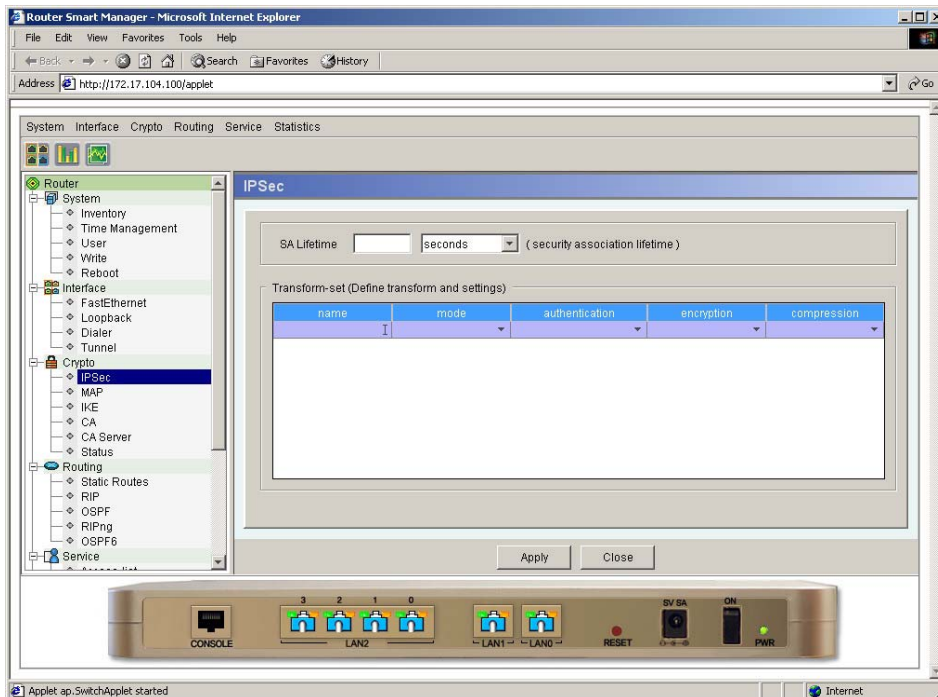 Router Smart Manager - Microsoft Internet Explorer
File Edit View Favorites Tools Help
Back Search Favorites History
Address http://172.17.104.100/applet Go
System Interface Crypto Routing Service Statistics
Router
System
Inventory
Time Management
User
Write
Reboot
Interface
FastEthernet
Loopback
Dialer
Tunnel
Crypto
IPSec
MAP
IKE
CA
CA Server
Status
Routing
Static Routes
RIP
OSPF
RIPng
OSPF6
Service
IPSec
SA Lifetime seconds ( security association lifetime )
Transform-set (Define transform and settings)
name mode authentication encryption compression
Apply Close
3 2 1 0
CONSOLE
LAN2
LAN1 LAN0
RESET
5V 5A
ON
PWR
Applet ap.SwitchApplet started
Internet